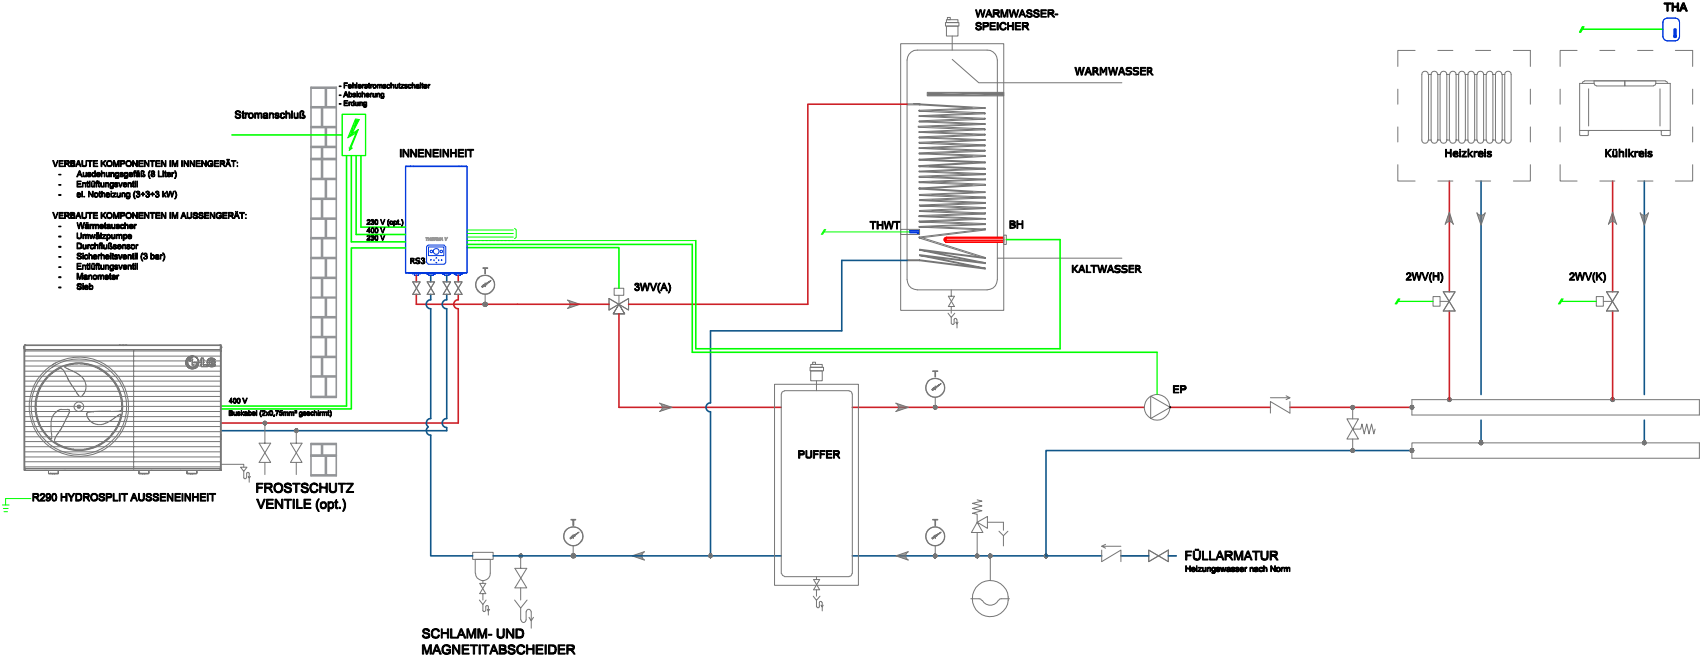 WARMWASSER-
SPEICHER
THA
- Fehlerstromschutzschalter
- Absicherung
- Erdung
Stromanschluß
WARMWASSER
INNENEINHEIT
Heizkreis
Kühlkreis
VERBAUTE KOMPONENTEN IM INNENGERÄT:
- Ausdehungsgefäß (8 Liter)
- Entlüftungsventil
- el. Notheizung (3+3+3 kW)
VERBAUTE KOMPONENTEN IM AUSSENGERÄT:
- Wärmetauscher
- Umwälzpumpe
- Durchflußsensor
- Sicherheitsventil (3 bar)
- Entlüftungsventil
- Manometer
- Sieb
230 V (opt.)
400 V
230 V
THERMA V
RS3
THWT
BH
KALTWASSER
T
3WV(A)
2WV(H)
2WV(K)
LG
T
EP
400 V
Buskabel (2x0,75mm² geschirmt)
PUFFER
R290 HYDROSPLIT AUSSENEINHEIT
FROSTSCHUTZ
VENTILE (opt.)
T
T
FÜLLARMATUR
Heizungswasser nach Norm
SCHLAMM- UND
MAGNETITABSCHEIDER